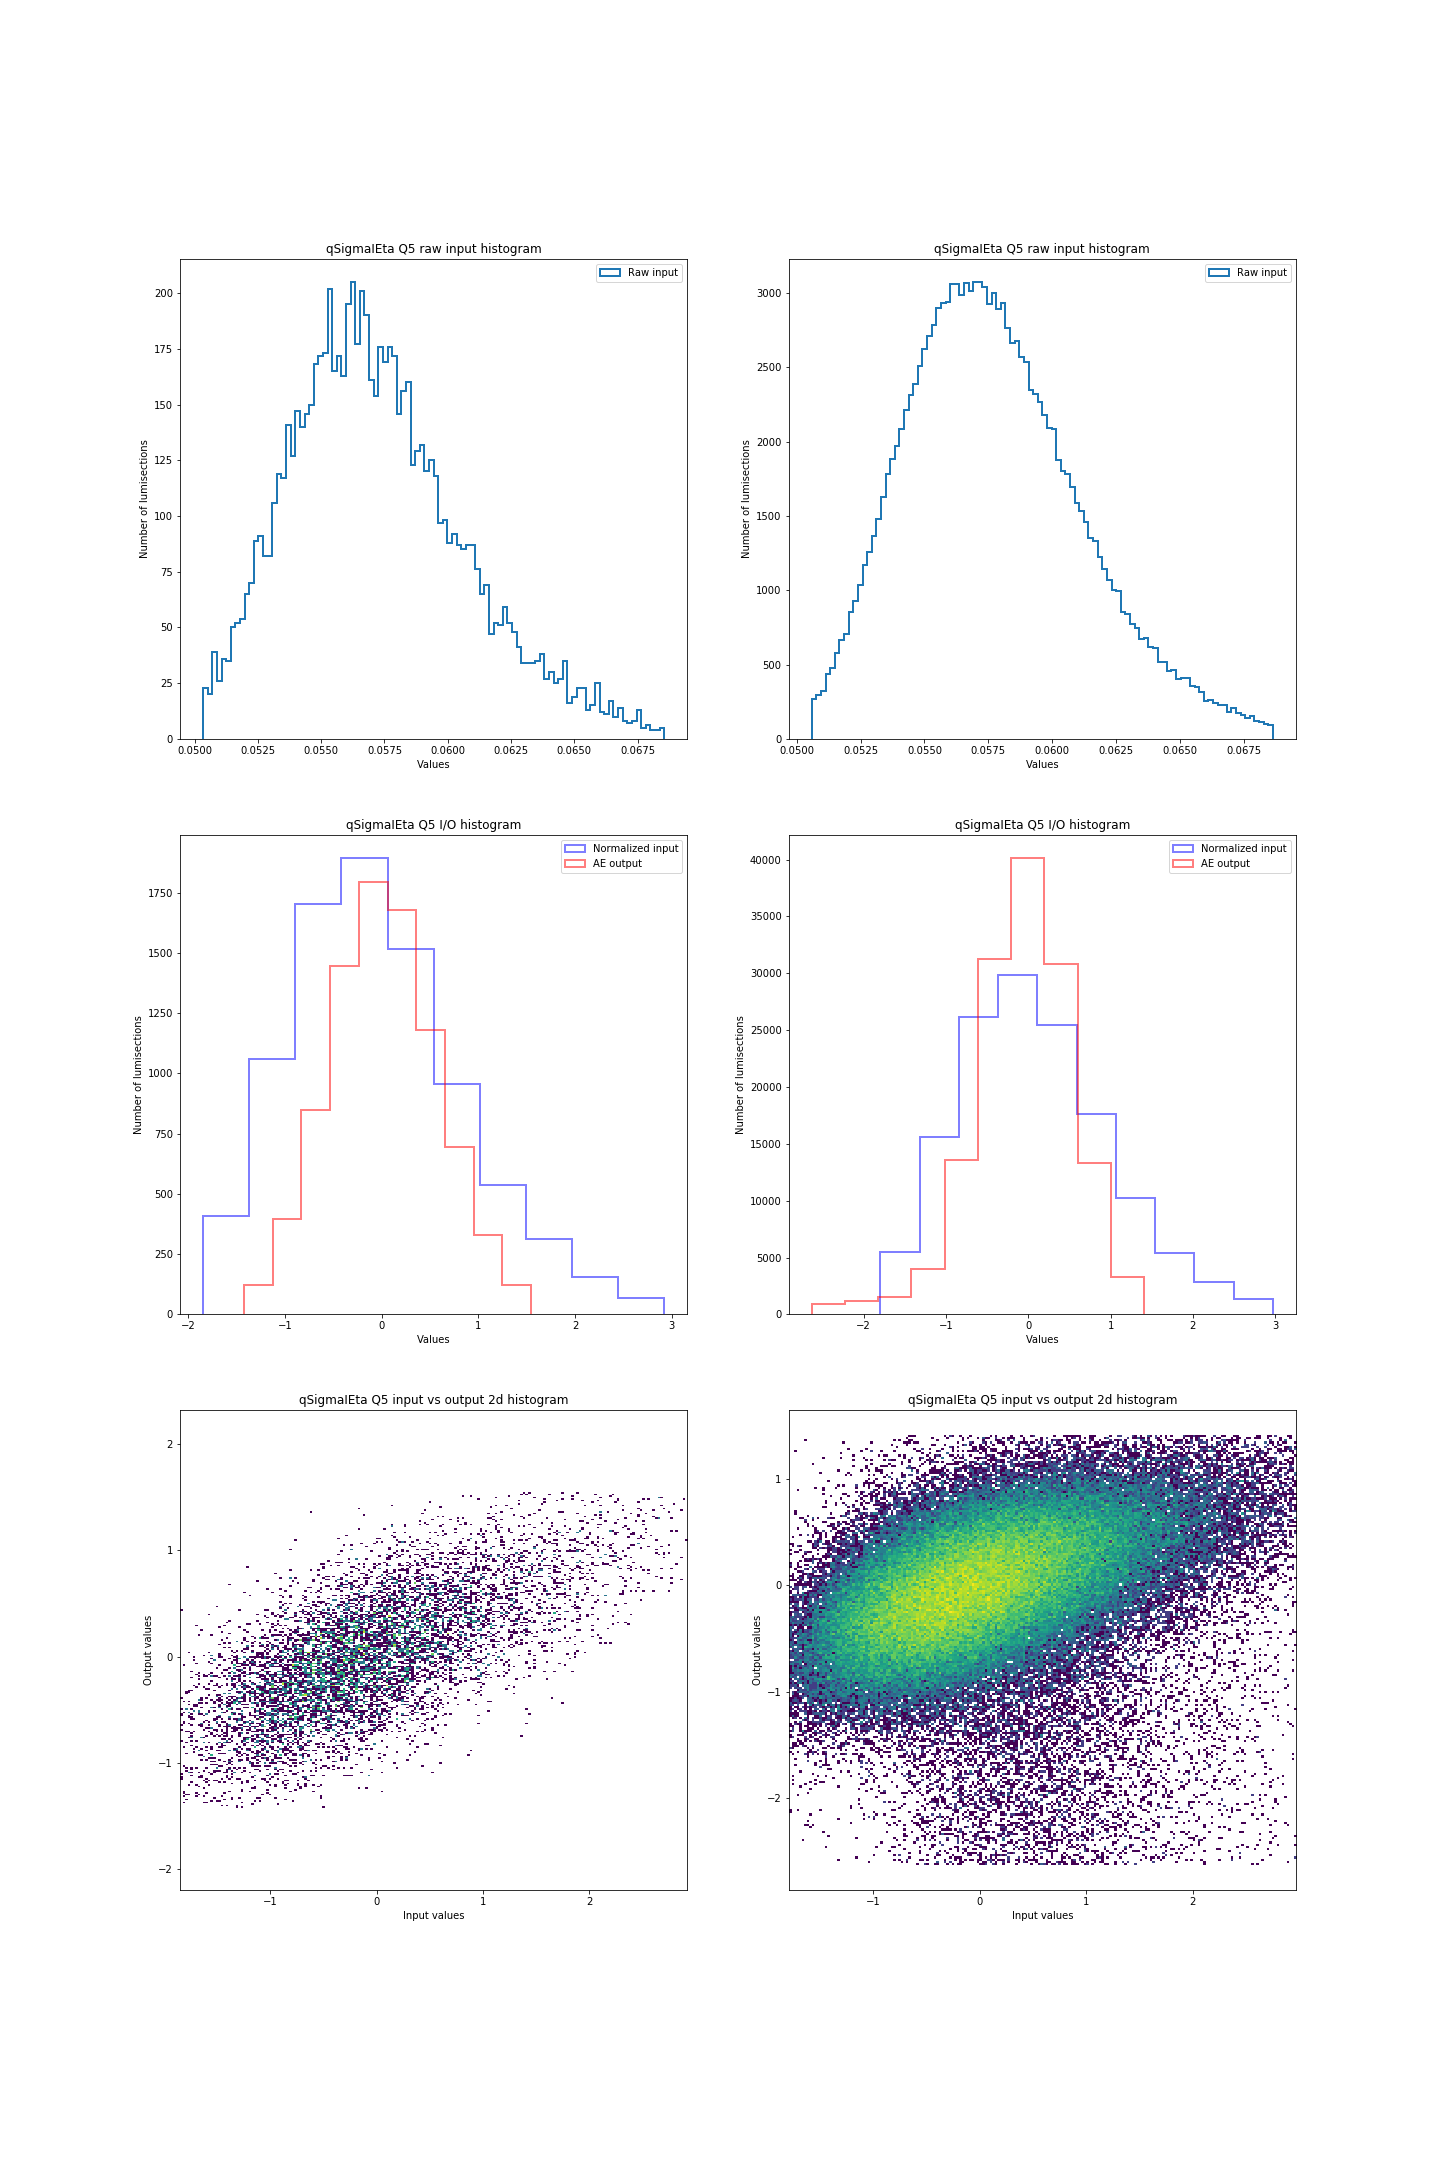 qSigmaIEta Q5 raw input histogram
Raw input
200
175
150
125
100
75
50
25
0
Number of lumisections
0.0500 0.0525 0.0550 0.0575 0.0600 0.0625 0.0650 0.0675
Values
qSigmaIEta Q5 raw input histogram
Raw input
3000
2500
2000
1500
1000
500
0
Number of lumisections
0.0500 0.0525 0.0550 0.0575 0.0600 0.0625 0.0650 0.0675
Values
qSigmaIEta Q5 I/O histogram
Normalized input
AE output
1750
1500
1250
1000
750
500
250
0
Number of lumisections
−2 −1 0 1 2 3
Values
qSigmaIEta Q5 I/O histogram
Normalized input
AE output
40000
35000
30000
25000
20000
15000
10000
5000
0
Number of lumisections
−2 −1 0 1 2 3
Values
qSigmaIEta Q5 input vs output 2d histogram
2
1
0
−1
−2
Output values
−1 0 1 2
Input values
qSigmaIEta Q5 input vs output 2d histogram
1
0
−1
−2
Output values
−1 0 1 2
Input values